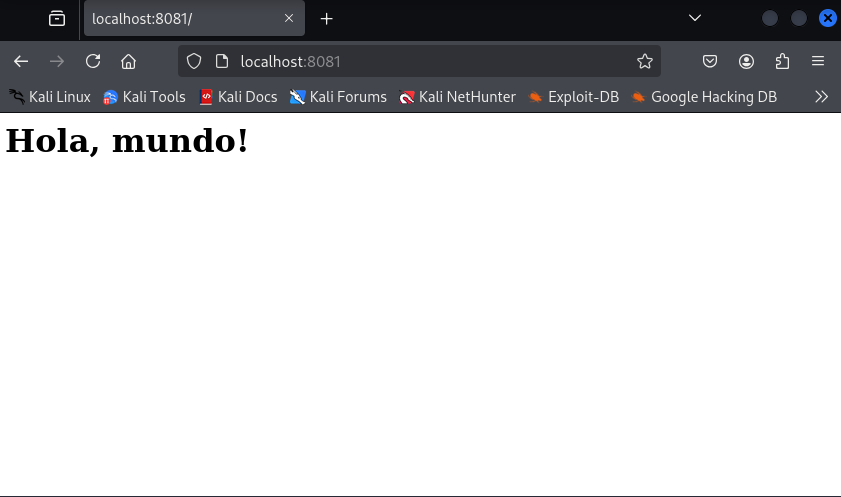 localhost:8081/
localhost:8081
Kali Linux Kali Tools Kali Docs Kali Forums Kali NetHunter Exploit-DB Google Hacking DB
Hola, mundo!